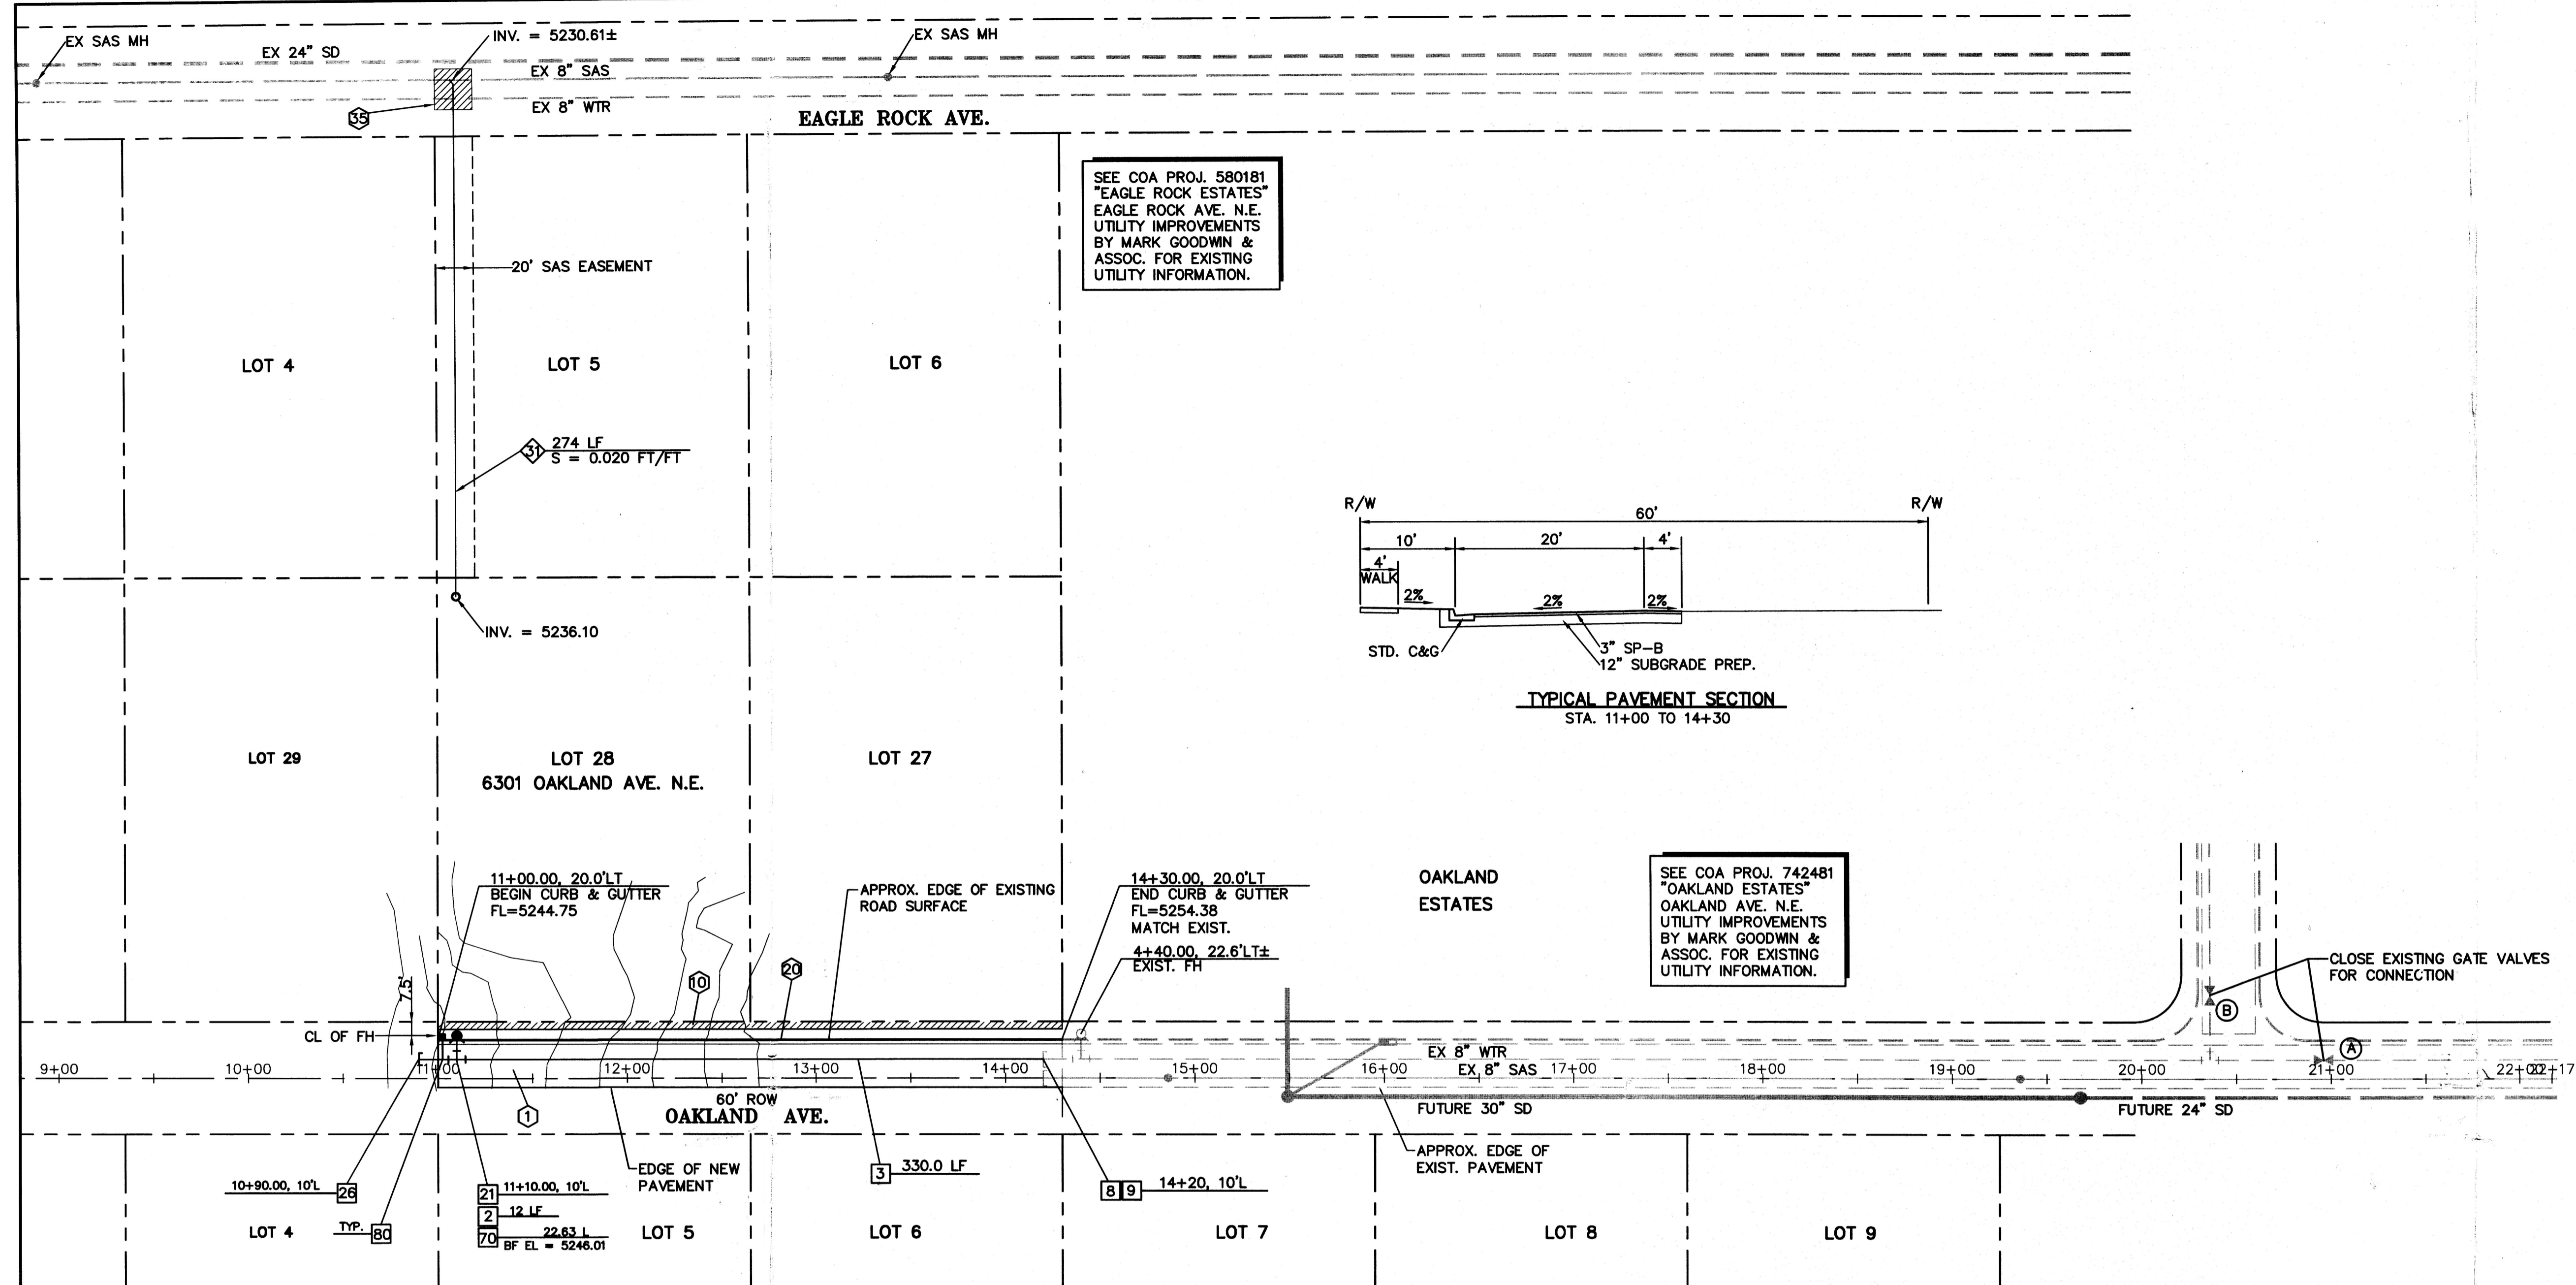 EX SAS MH
EX 24" SD
INV. = 5230.61±
EX SAS MH
EX 8" SAS
EX 8" WTR
35
EAGLE ROCK AVE.
SEE COA PROJ. 580181
"EAGLE ROCK ESTATES"
EAGLE ROCK AVE. N.E.
UTILITY IMPROVEMENTS
BY MARK GOODWIN &
ASSOC. FOR EXISTING
UTILITY INFORMATION.
20' SAS EASEMENT
LOT 4
LOT 5
LOT 6
31
274 LF
S = 0.020 FT/FT
INV. = 5236.10
R/W
R/W
60'
10'
20'
4'
4'
WALK
2%
2%
2%
STD. C&G
3" SP-B
12" SUBGRADE PREP.
TYPICAL PAVEMENT SECTION
STA. 11+00 TO 14+30
LOT 29
LOT 28
6301 OAKLAND AVE. N.E.
LOT 27
11+00.00, 20.0'LT
BEGIN CURB & GUTTER
FL=5244.75
APPROX. EDGE OF EXISTING
ROAD SURFACE
14+30.00, 20.0'LT
END CURB & GUTTER
FL=5254.38
MATCH EXIST.
4+40.00, 22.6'LT±
EXIST. FH
OAKLAND
ESTATES
SEE COA PROJ. 742481
"OAKLAND ESTATES"
OAKLAND AVE. N.E.
UTILITY IMPROVEMENTS
BY MARK GOODWIN &
ASSOC. FOR EXISTING
UTILITY INFORMATION.
CLOSE EXISTING GATE VALVES
FOR CONNECTION
7.5'
10
20
B
A
CL OF FH
EX 8" WTR
EX 8" SAS
9+00
10+00
11+00
12+00
13+00
14+00
15+00
16+00
17+00
18+00
19+00
20+00
21+00
22+00
22+17
1
60' ROW
OAKLAND AVE.
FUTURE 30" SD
FUTURE 24" SD
EDGE OF NEW
PAVEMENT
APPROX. EDGE OF
EXIST. PAVEMENT
3 330.0 LF
10+90.00, 10'L 26
21 11+10.00, 10'L
8 9 14+20, 10'L
2 12 LF
TYP. 80
70 22.63 L
BF EL = 5246.01
LOT 4
LOT 5
LOT 6
LOT 7
LOT 8
LOT 9